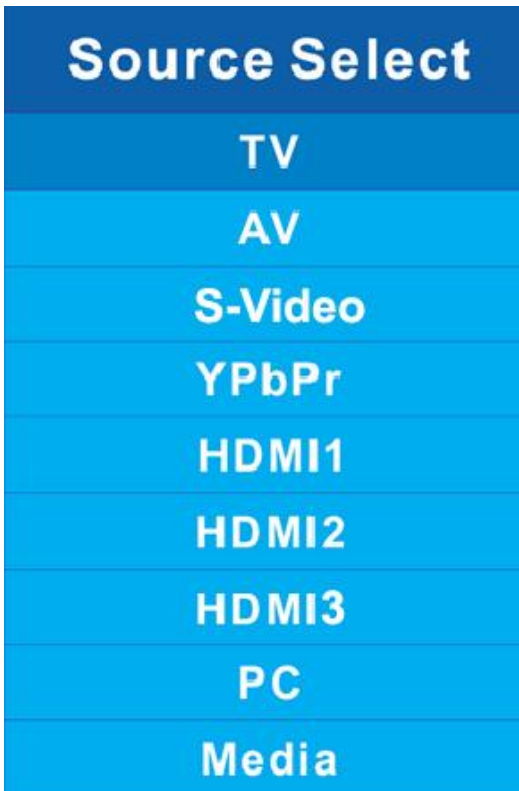 Source Select
TV
AV
S-Video
YPbPr
HDMI1
HDMI2
HDMI3
PC
Media